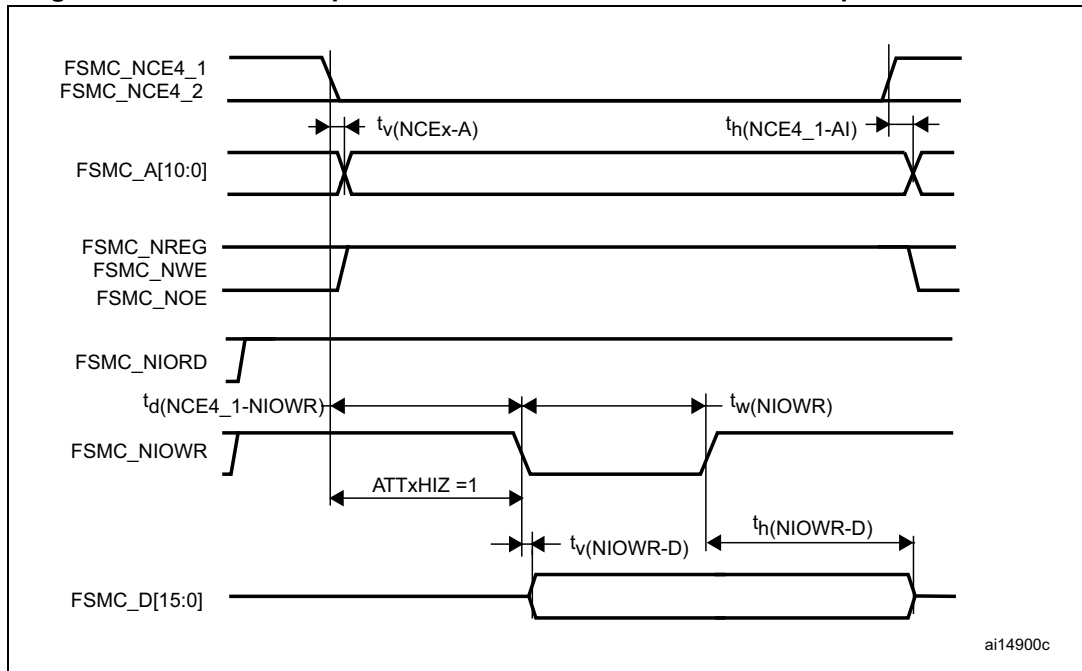 FSMC_NCE4_1
FSMC_NCE4_2
tv(NCEx-A)
th(NCE4_1-AI)
FSMC_A[10:0]
FSMC_NREG
FSMC_NWE
FSMC_NOE
FSMC_NIORD
td(NCE4_1-NIOWR)
tw(NIOWR)
FSMC_NIOWR
ATTxHIZ =1
th(NIOWR-D)
tv(NIOWR-D)
FSMC_D[15:0]
ai14900c